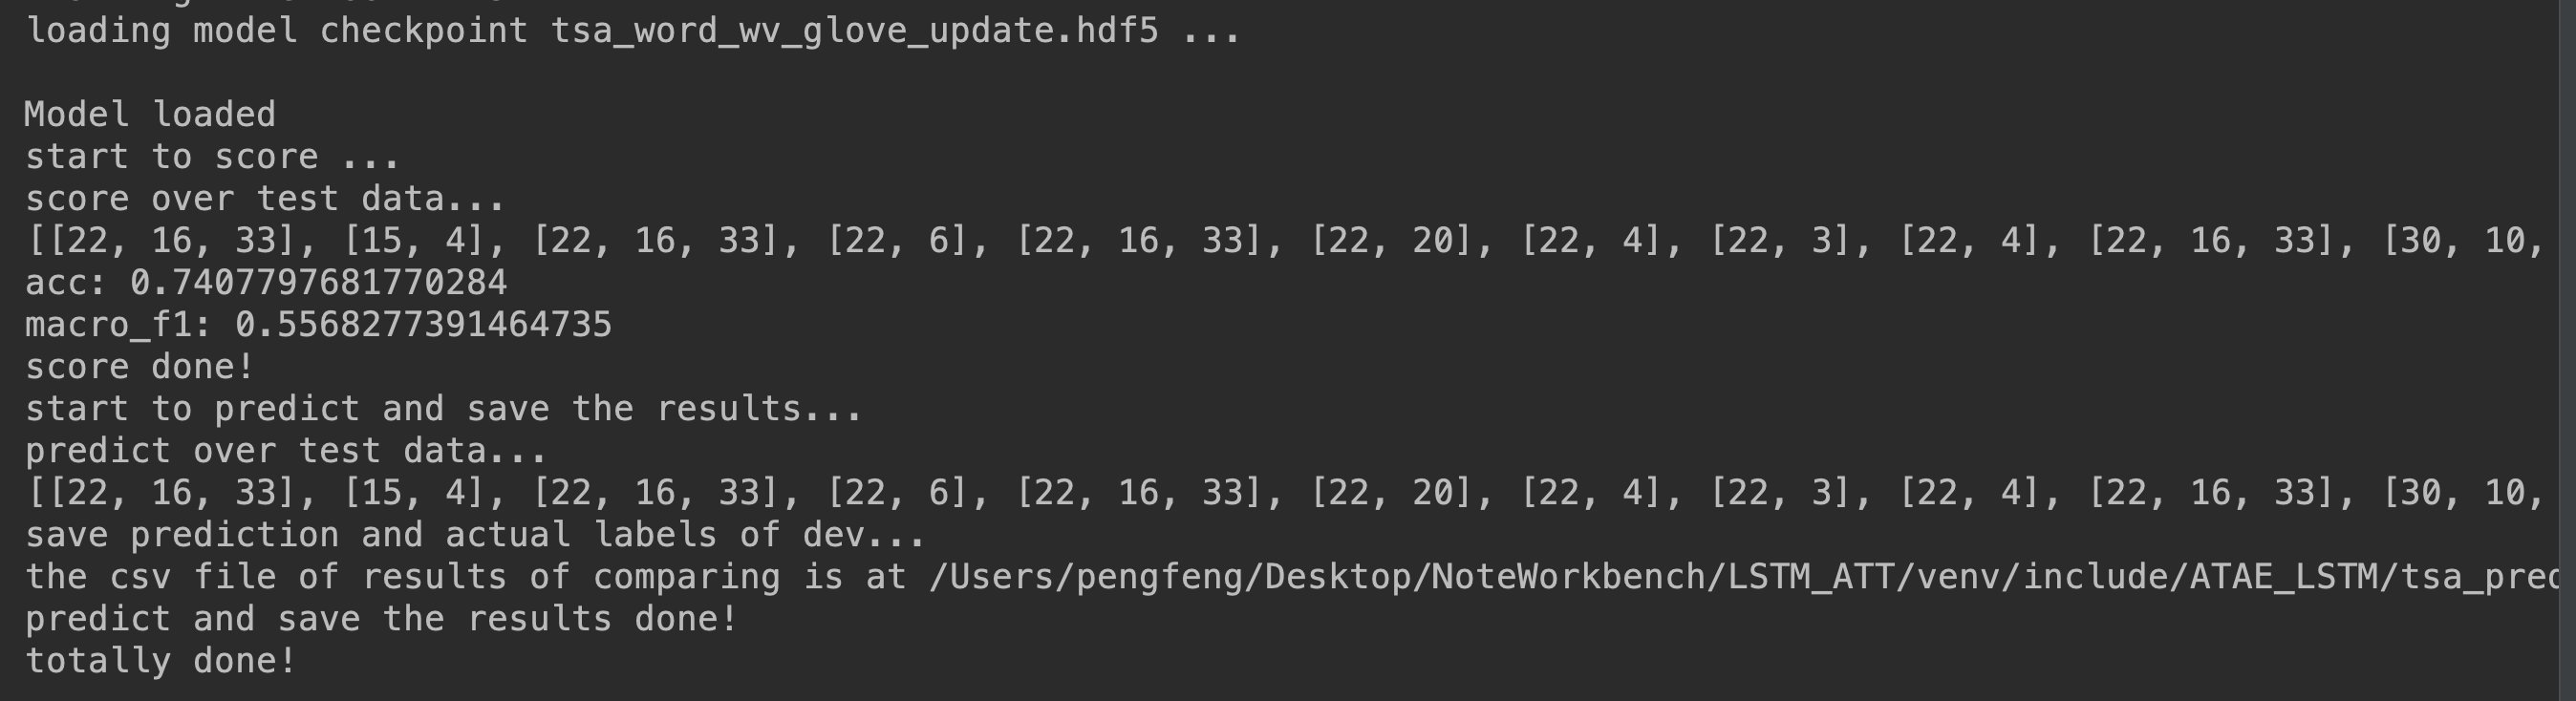 loading model checkpoint tsa_word_wv_glove_update.hdf5 ...
Model loaded
start to score ...
score over test data...
[[22, 16, 33], [15, 4], [22, 16, 33], [22, 6], [22, 16, 33], [22, 20], [22, 4], [22, 3], [22, 4], [22, 16, 33], [30, 10,
acc: 0.7407797681770284
macro_f1: 0.5568277391464735
score done!
start to predict and save the results...
predict over test data...
[[22, 16, 33], [15, 4], [22, 16, 33], [22, 6], [22, 16, 33], [22, 20], [22, 4], [22, 3], [22, 4], [22, 16, 33], [30, 10,
save prediction and actual labels of dev...
the csv file of results of comparing is at /Users/pengfeng/Desktop/NoteWorkbench/LSTM_ATT/venv/include/ATAE_LSTM/tsa_pred
predict and save the results done!
totally done!